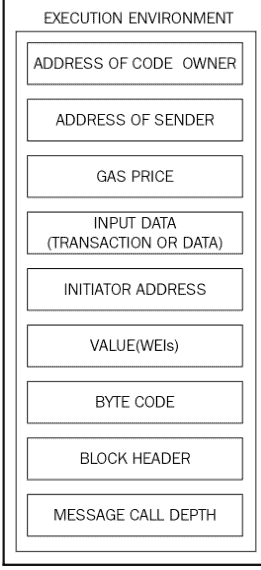 EXECUTION ENVIRONMENT
ADDRESS OF CODE OWNER
ADDRESS OF SENDER
GAS PRICE
INPUT DATA
(TRANSACTION OR DATA)
INITIATOR ADDRESS
VALUE(WEIs)
BYTE CODE
BLOCK HEADER
MESSAGE CALL DEPTH